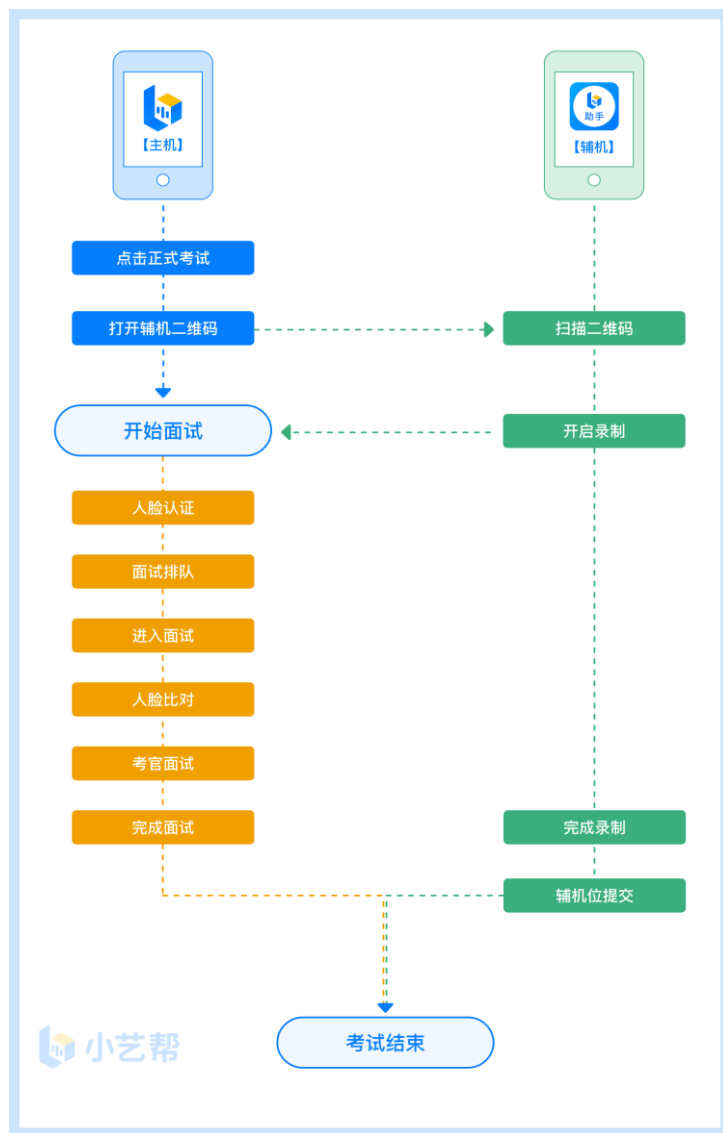 【主机】
助手
【辅机】
点击正式考试
打开辅机二维码
扫描二维码
开始面试
开启录制
人脸认证
面试排队
进入面试
人脸比对
考官面试
完成面试
完成录制
辅机位提交
考试结束
小艺帮